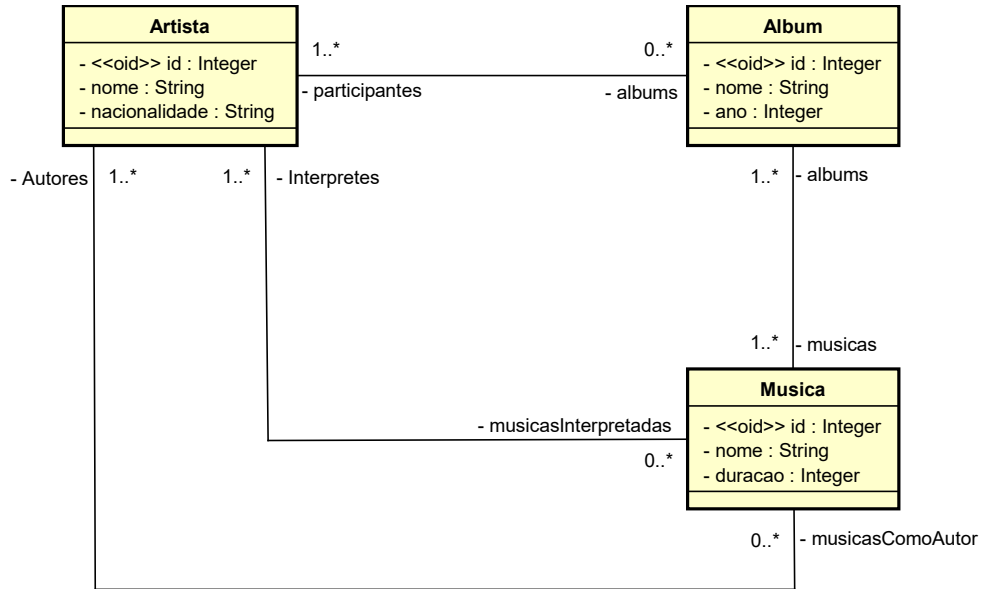 Artista
- <<oid>> id : Integer
- nome : String
- nacionalidade : String
Album
- <<oid>> id : Integer
- nome : String
- ano : Integer
1..*
0..*
- participantes
- albums
- Autores
1..*
1..*
- Interpretes
1..*
- albums
1..*
- musicas
Musica
- <<oid>> id : Integer
- nome : String
- duracao : Integer
- musicasInterpretadas
0..*
0..*
- musicasComoAutor